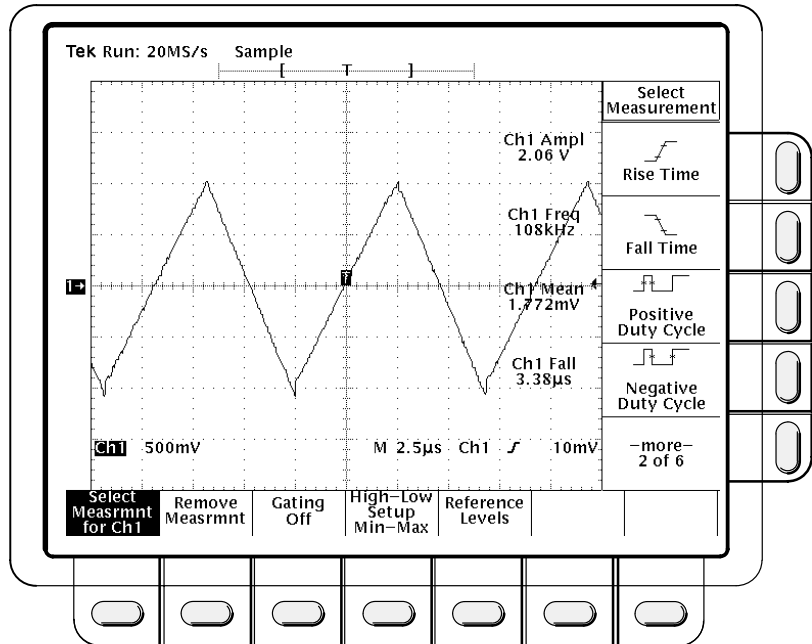 Tek Run: 20MS/s Sample
[ T ]
Select
Measurement
Ch1 Ampl
2.06 V
Rise Time
Ch1 Freq
108kHz
Fall Time
T
1→
Ch1 Mean
1.772mV
Positive
Duty Cycle
Ch1 Fall
3.38µs
Negative
Duty Cycle
Ch1 500mV M 2.5µs Ch1 10mV
–more–
2 of 6
Select
Measrmnt
for Ch1
Remove
Measrmnt
Gating
Off
High–Low
Setup
Min–Max
Reference
Levels